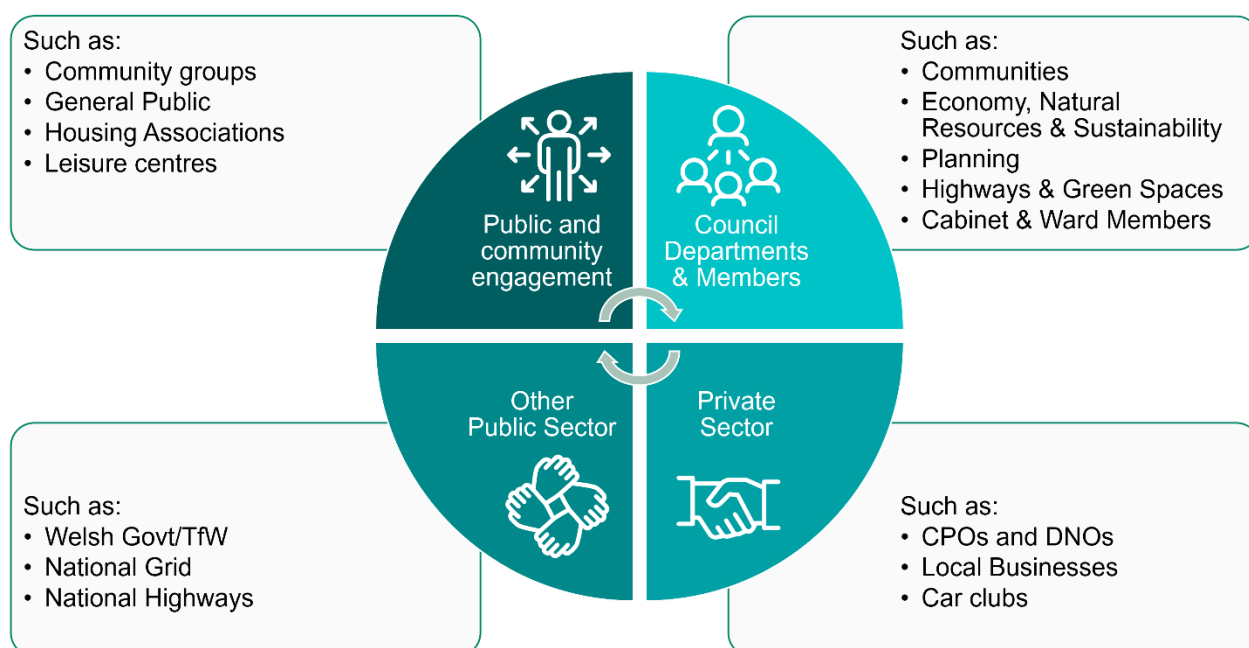 Such as:
• Community groups
• General Public
• Housing Associations
• Leisure centres
Public and
community
engagement
Council
Departments
& Members
Such as:
• Communities
• Economy, Natural
Resources & Sustainability
• Planning
• Highways & Green Spaces
• Cabinet & Ward Members
Such as:
• Welsh Govt/TfW
• National Grid
• National Highways
Other
Public Sector
Private
Sector
Such as:
• CPOs and DNOs
• Local Businesses
• Car clubs